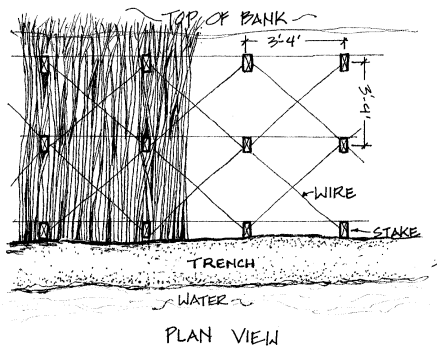 TOP OF BANK
3'-4'
3'-4'
WIRE
STAKE
TRENCH
WATER
PLAN VIEW